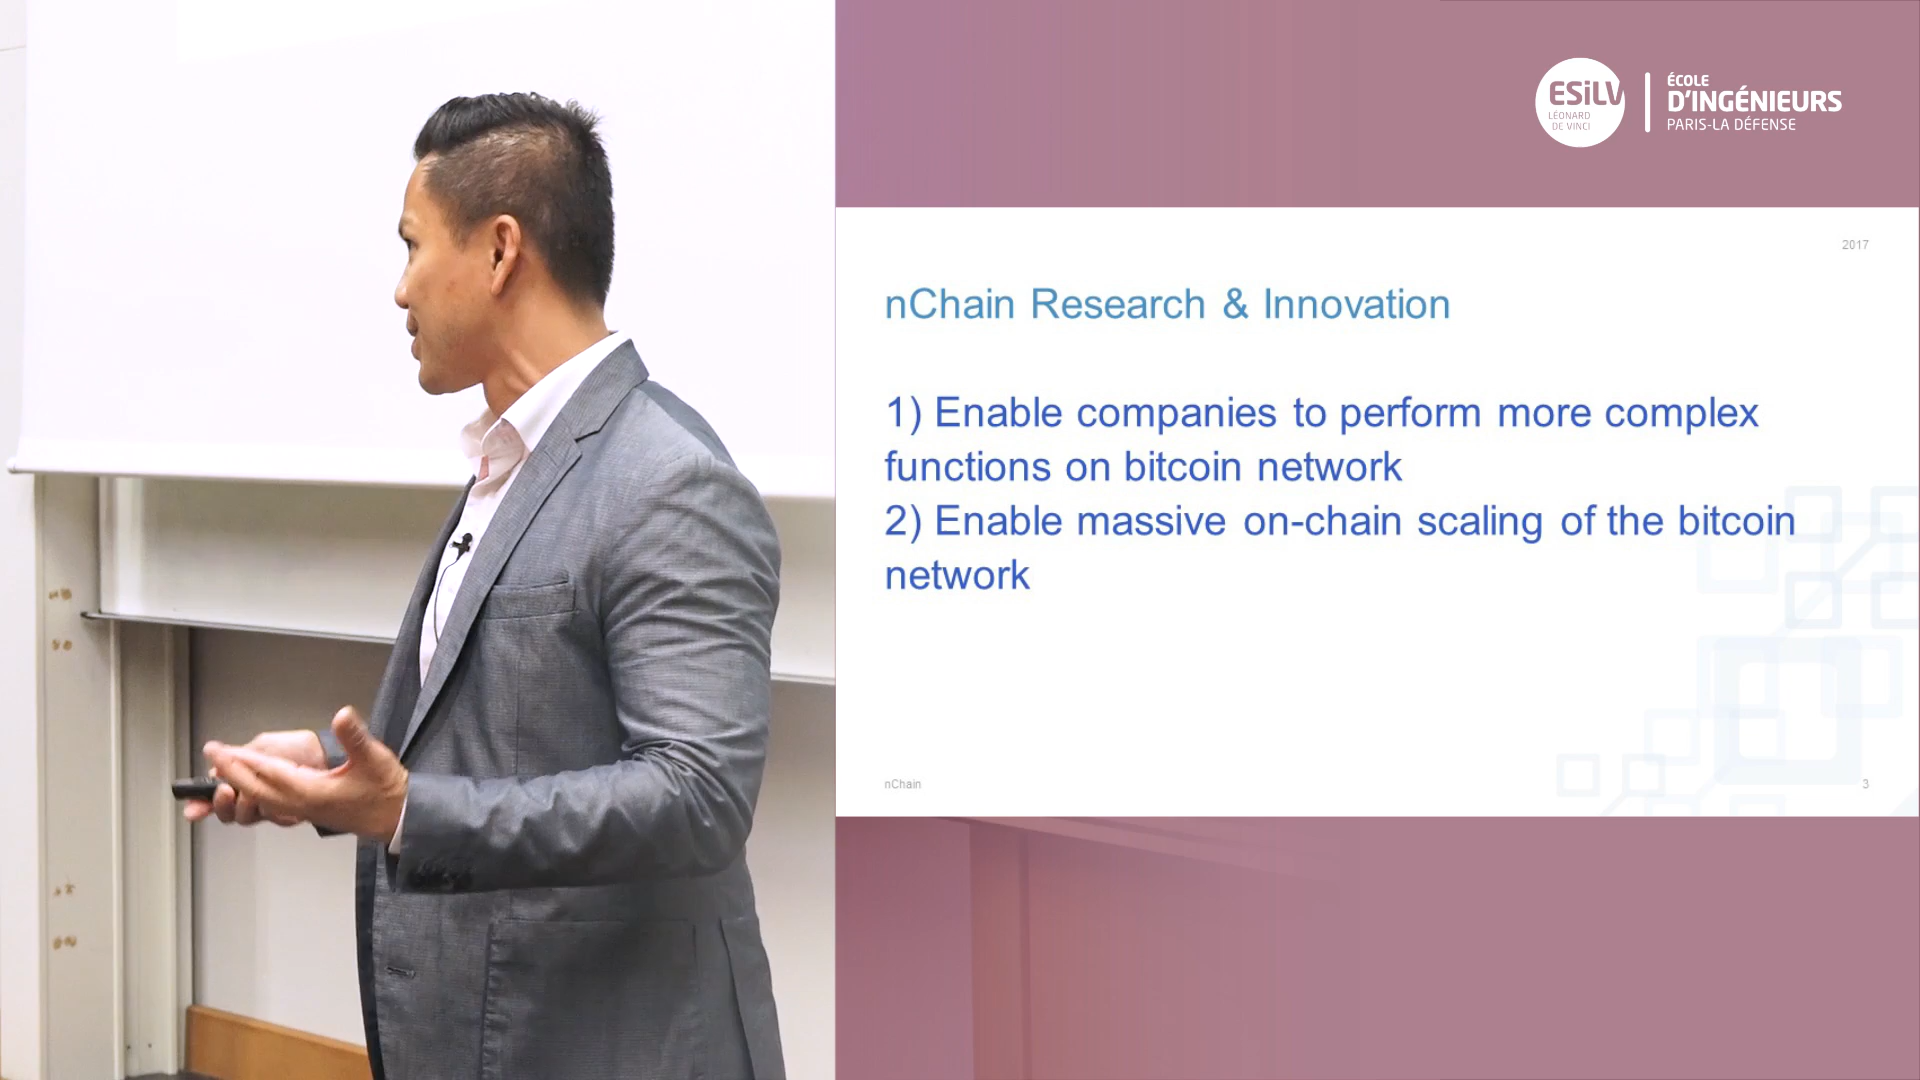 ESiLV
LÉONARD
DE VINCI
ÉCOLE
D'INGÉNIEURS
PARIS-LA DÉFENSE
2017
nChain Research & Innovation
1) Enable companies to perform more complex
functions on bitcoin network
2) Enable massive on-chain scaling of the bitcoin
network
nChain
3